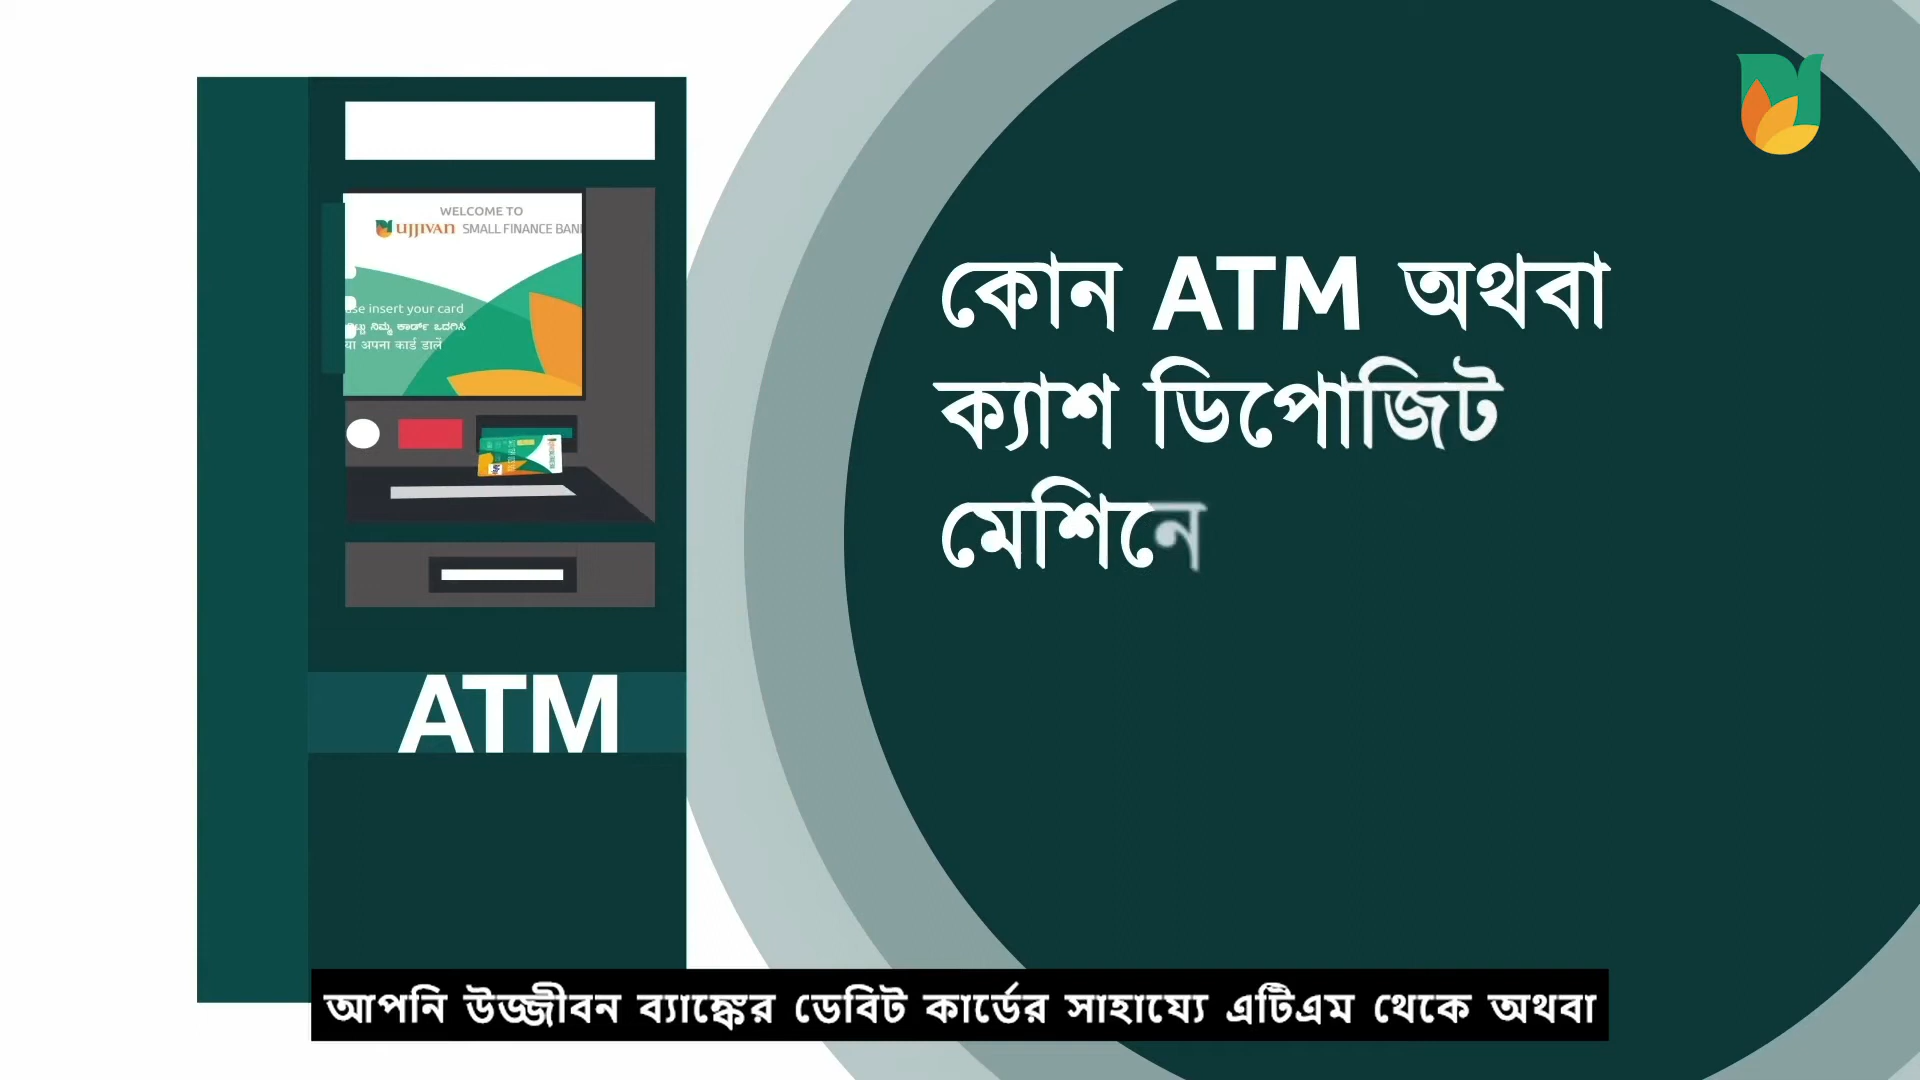 WELCOME TO
ujjivan SMALL FINANCE BAN
se insert your card
ನಿಮ್ಮ ಕಾರ್ಡ್ ಒದಗಿಸಿ
या अपना कार्ड डालें
ATM
কোন ATM অথবা
ক্যাশ ডিপোজিট
মেশিনে
আপনি উজ্জীবন ব্যাঙ্কের ডেবিট কার্ডের সাহায্যে এটিএম থেকে অথবা